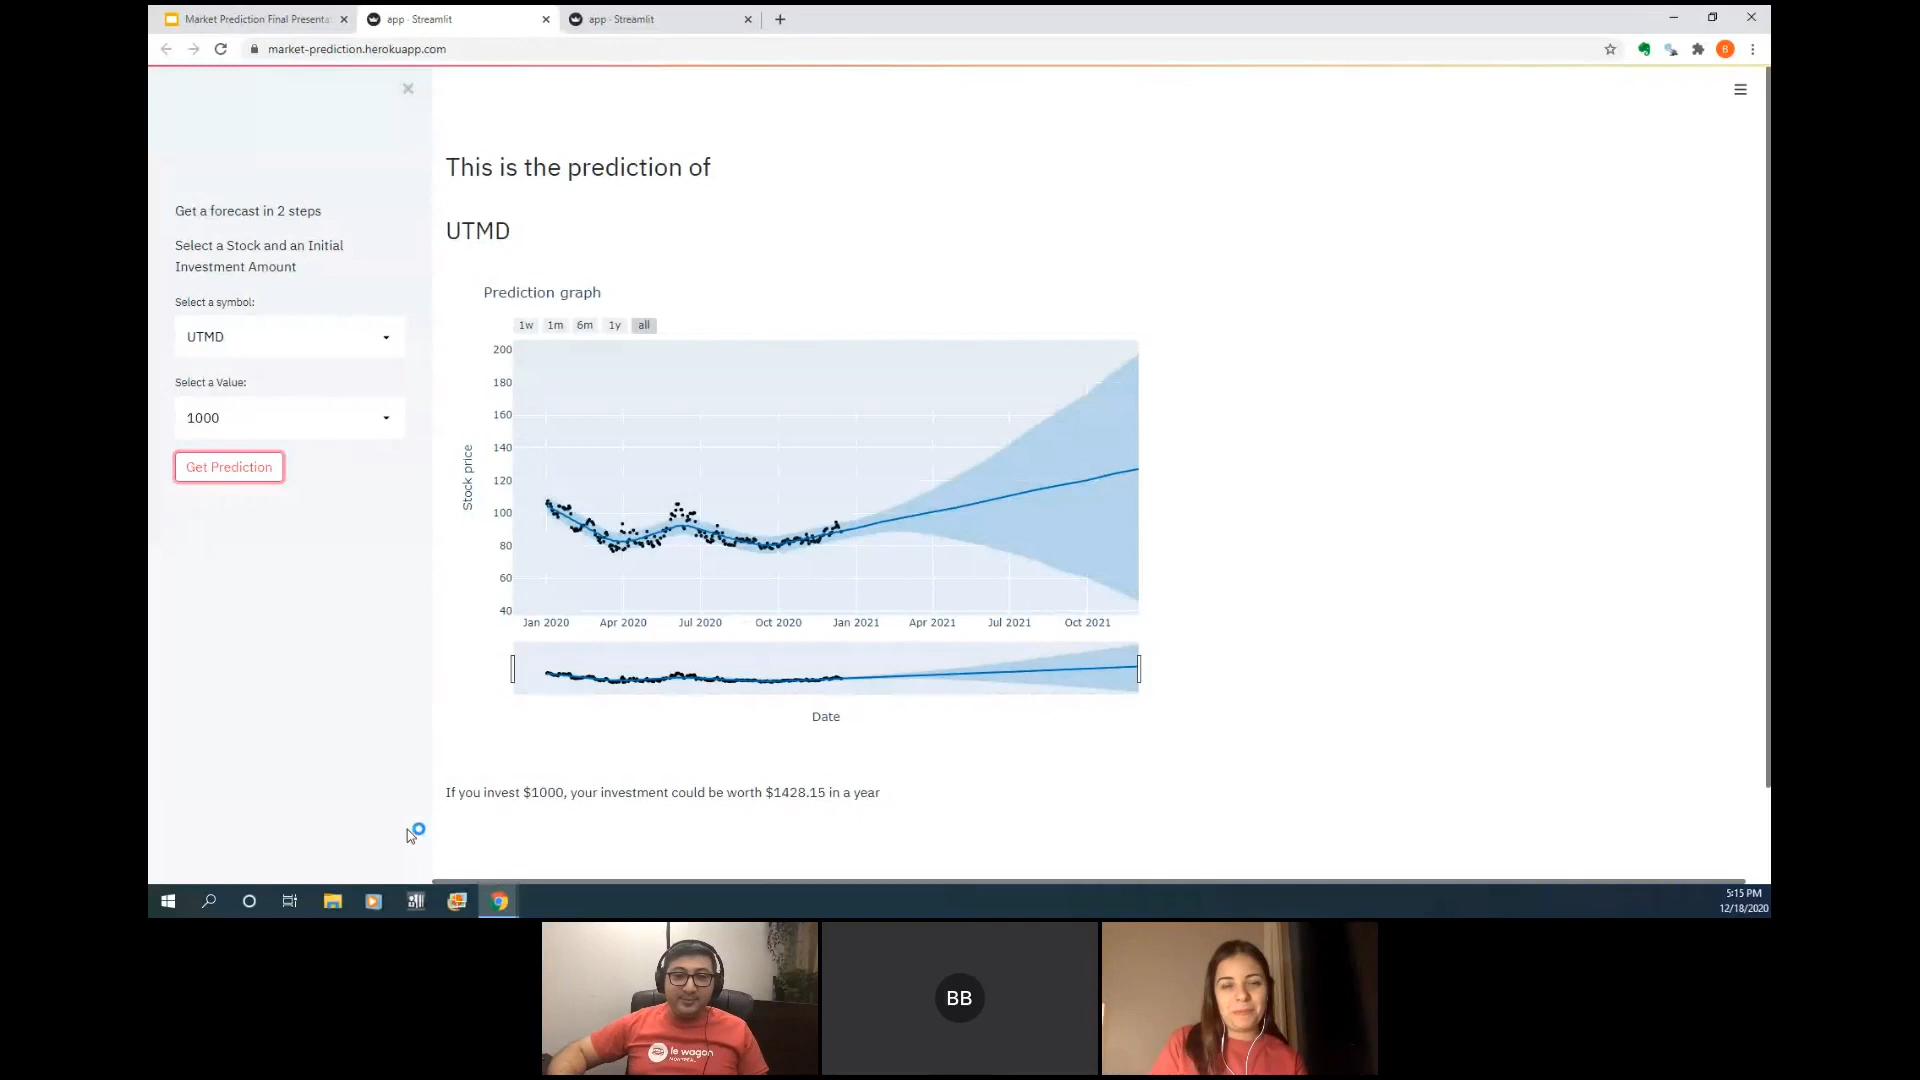 Market Prediction Final Presenta
app · Streamlit
app · Streamlit
market-prediction.herokuapp.com
B
Get a forecast in 2 steps
Select a Stock and an Initial
Investment Amount
Select a symbol:
UTMD
Select a Value:
1000
Get Prediction
This is the prediction of
UTMD
Prediction graph
1w 1m 6m 1y all
200
180
160
140
120
100
80
60
40
Stock price
Jan 2020 Apr 2020 Jul 2020 Oct 2020 Jan 2021 Apr 2021 Jul 2021 Oct 2021
Date
If you invest $1000, your investment could be worth $1428.15 in a year
5:15 PM
12/18/2020
le wagon
MONTREAL
BB